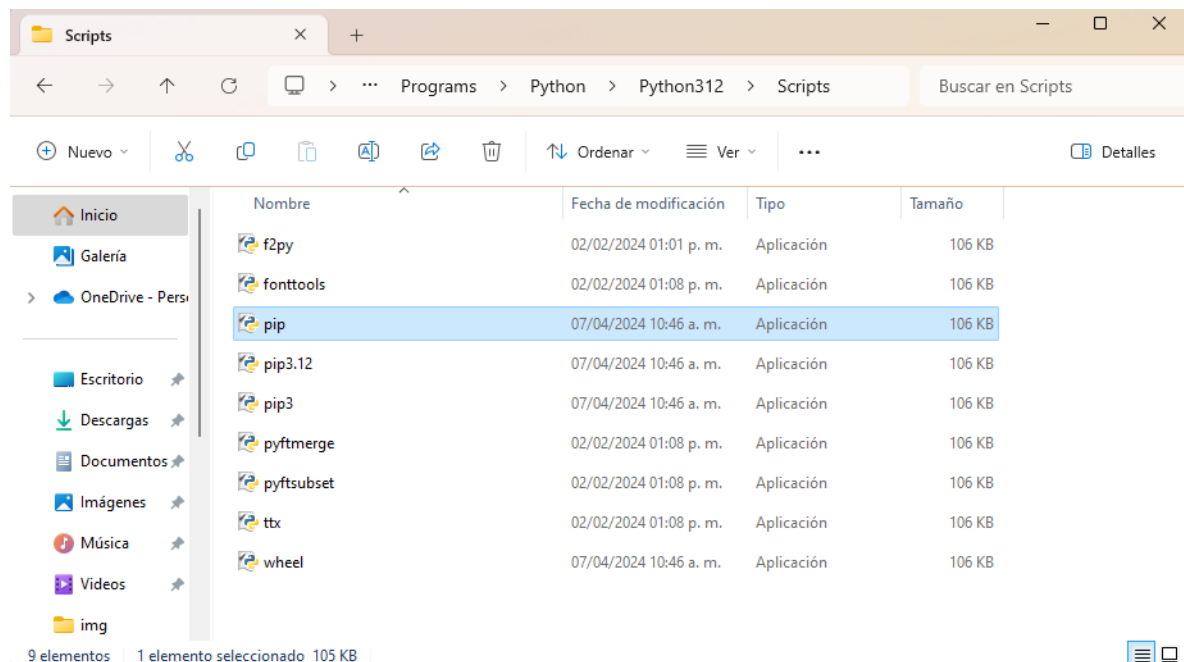 Scripts
Programs > Python > Python312 > Scripts
Buscar en Scripts
Nuevo
Ordenar
Ver
Detalles
Inicio
Galería
OneDrive - Pers
Escritorio
Descargas
Documentos
Imágenes
Música
Videos
img
Nombre Fecha de modificación Tipo Tamaño
f2py 02/02/2024 01:01 p. m. Aplicación 106 KB
fonttools 02/02/2024 01:08 p. m. Aplicación 106 KB
pip 07/04/2024 10:46 a. m. Aplicación 106 KB
pip3.12 07/04/2024 10:46 a. m. Aplicación 106 KB
pip3 07/04/2024 10:46 a. m. Aplicación 106 KB
pyftmerge 02/02/2024 01:08 p. m. Aplicación 106 KB
pyftsubset 02/02/2024 01:08 p. m. Aplicación 106 KB
ttx 02/02/2024 01:08 p. m. Aplicación 106 KB
wheel 07/04/2024 10:46 a. m. Aplicación 106 KB
9 elementos 1 elemento seleccionado 105 KB